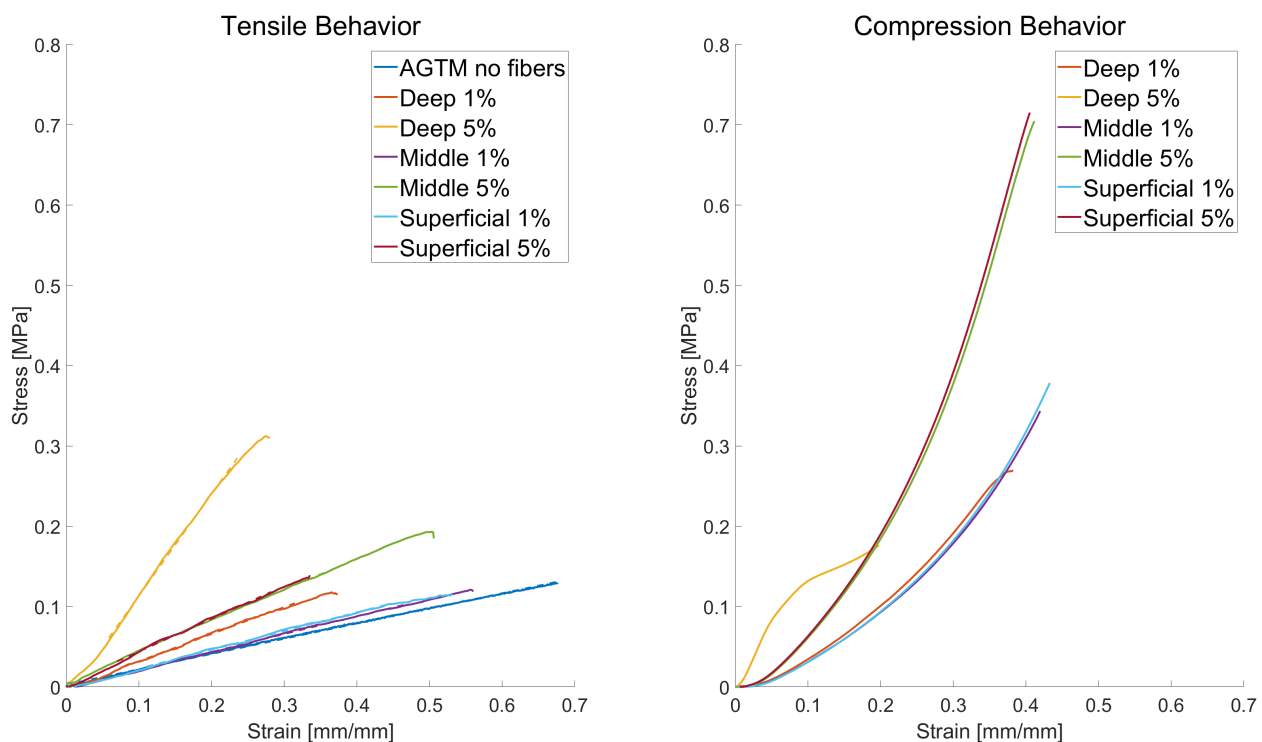 Tensile Behavior
0.8
0.7
0.6
0.5
0.4
0.3
0.2
0.1
0
Stress [MPa]
AGTM no fibers
Deep 1%
Deep 5%
Middle 1%
Middle 5%
Superficial 1%
Superficial 5%
0 0.1 0.2 0.3 0.4 0.5 0.6 0.7
Strain [mm/mm]
Compression Behavior
0.8
0.7
0.6
0.5
0.4
0.3
0.2
0.1
0
Stress [MPa]
Deep 1%
Deep 5%
Middle 1%
Middle 5%
Superficial 1%
Superficial 5%
0 0.1 0.2 0.3 0.4 0.5 0.6 0.7
Strain [mm/mm]